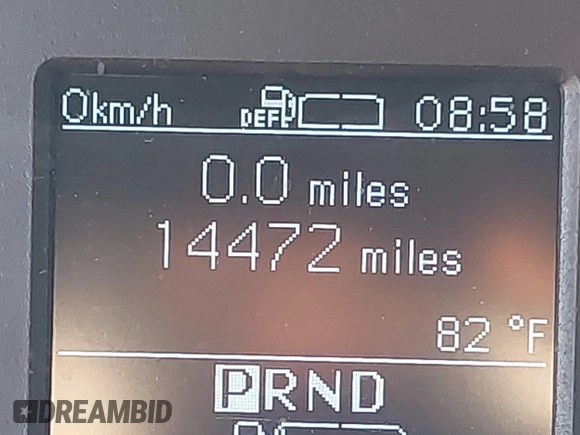 0km/h DEF 08:58
0.0 miles
14472 miles
82 °F
PRND
DREAMBID